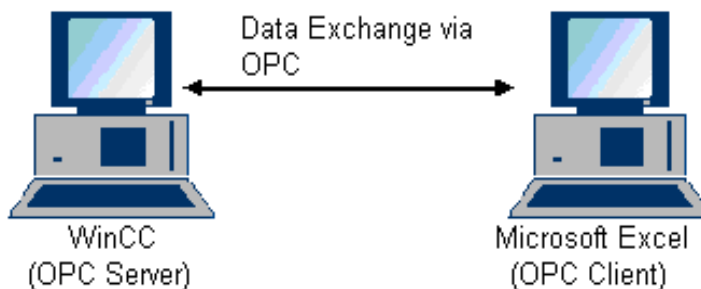 Data Exchange via
OPC
WinCC
(OPC Server)
Microsoft Excel
(OPC Client)